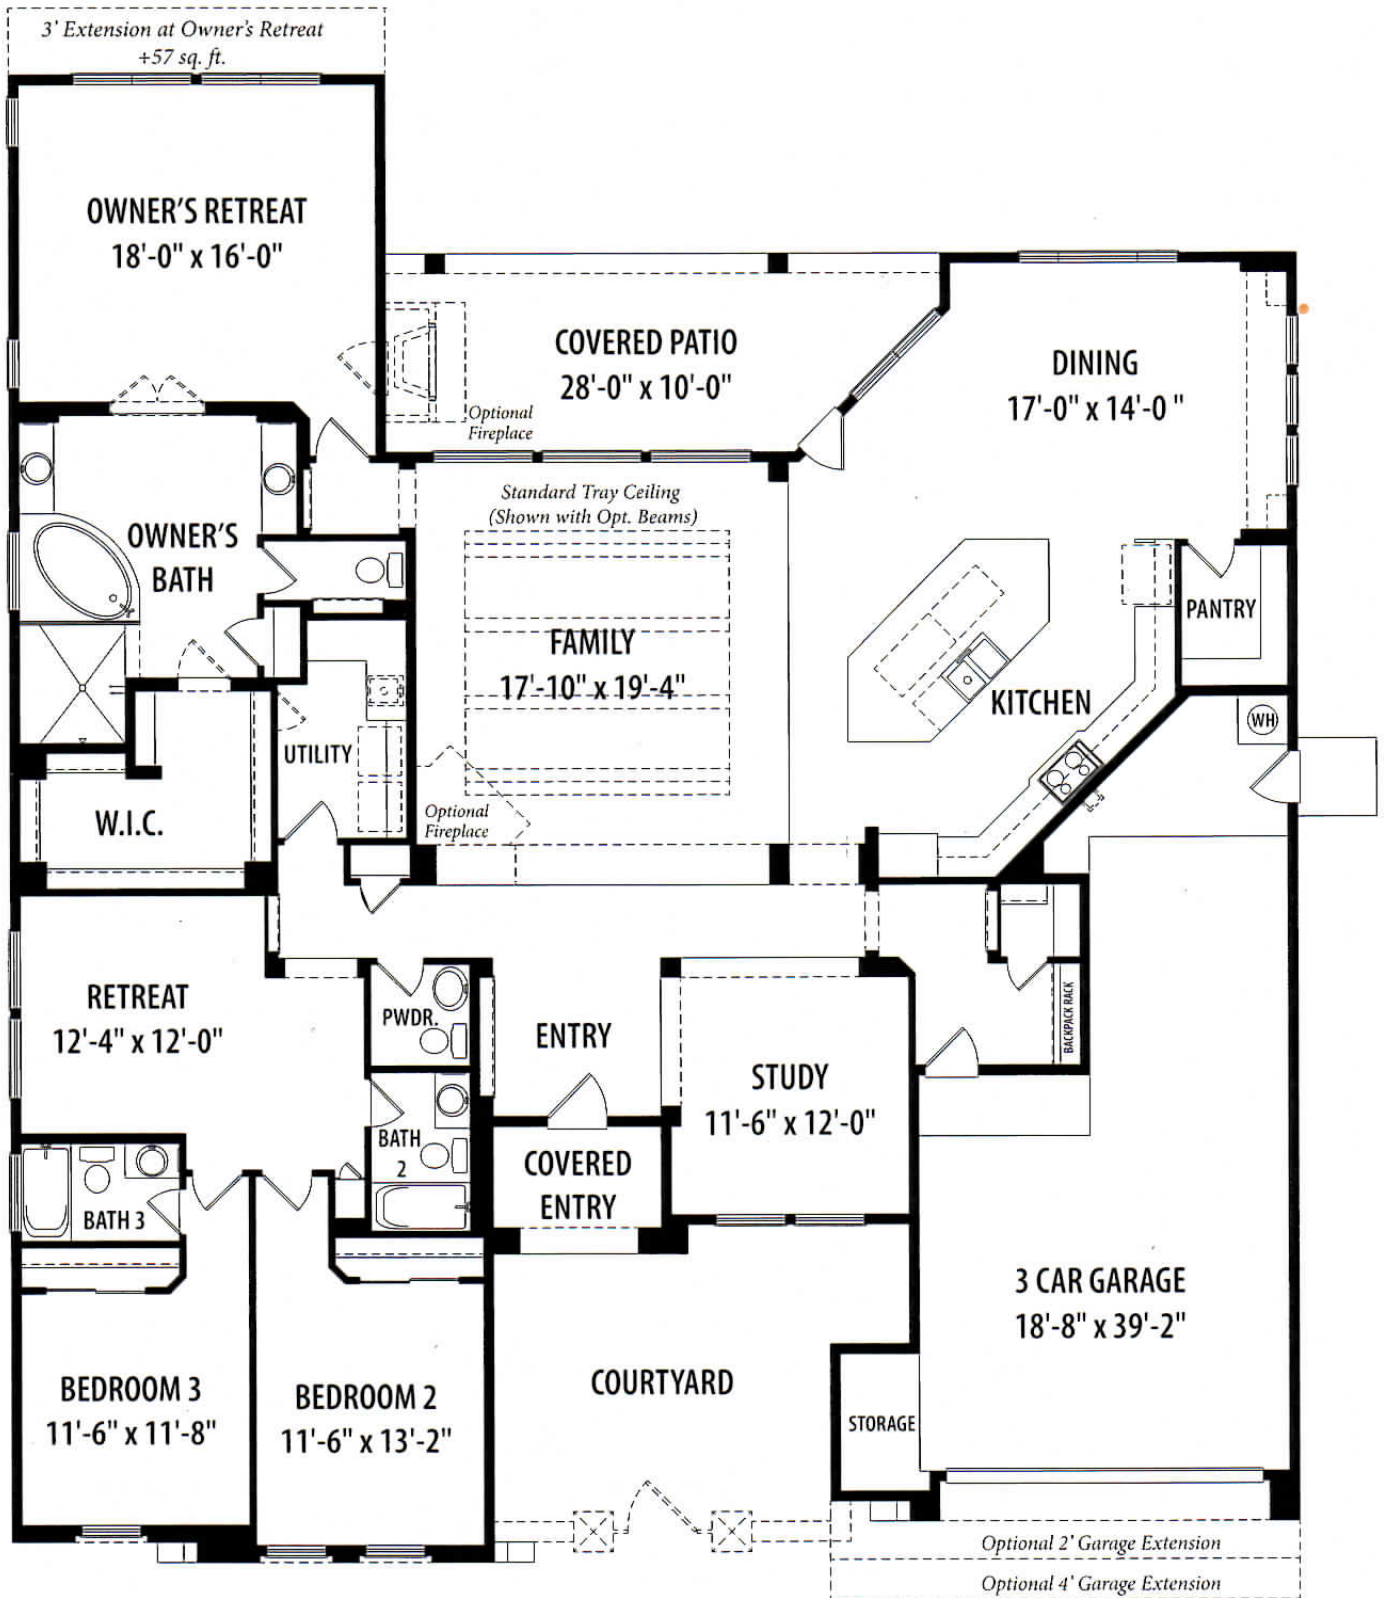 3' Extension at Owner's Retreat
+57 sq. ft.
OWNER'S RETREAT
18'-0" x 16'-0"
COVERED PATIO
28'-0" x 10'-0"
Optional
Fireplace
DINING
17'-0" x 14'-0"
Standard Tray Ceiling
(Shown with Opt. Beams)
OWNER'S
BATH
FAMILY
17'-10" x 19'-4"
PANTRY
KITCHEN
WH
UTILITY
W.I.C.
Optional
Fireplace
RETREAT
12'-4" x 12'-0"
PWDR.
ENTRY
BACKPACK RACK
STUDY
11'-6" x 12'-0"
BATH
2
COVERED
ENTRY
BATH 3
3 CAR GARAGE
18'-8" x 39'-2"
BEDROOM 3
11'-6" x 11'-8"
BEDROOM 2
11'-6" x 13'-2"
COURTYARD
STORAGE
Optional 2' Garage Extension
Optional 4' Garage Extension